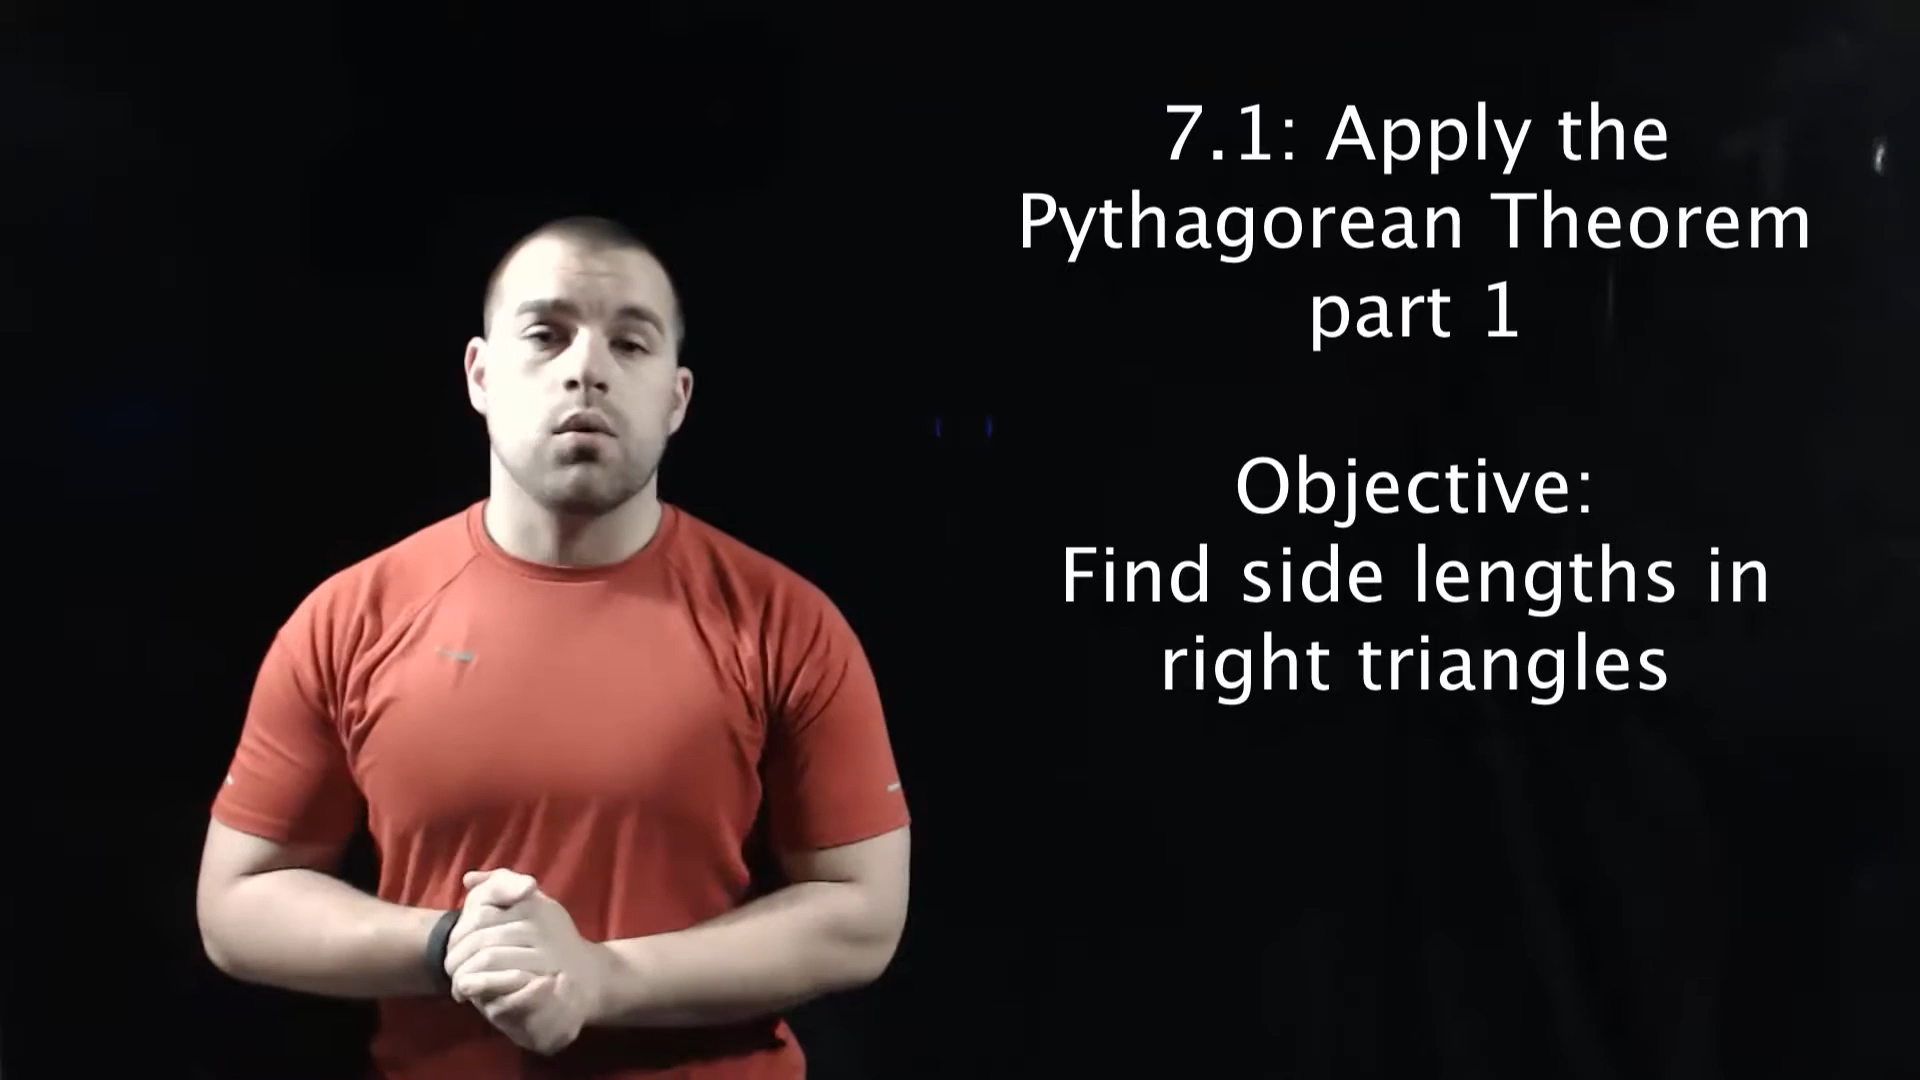 7.1: Apply the
Pythagorean Theorem
part 1
Objective:
Find side lengths in
right triangles